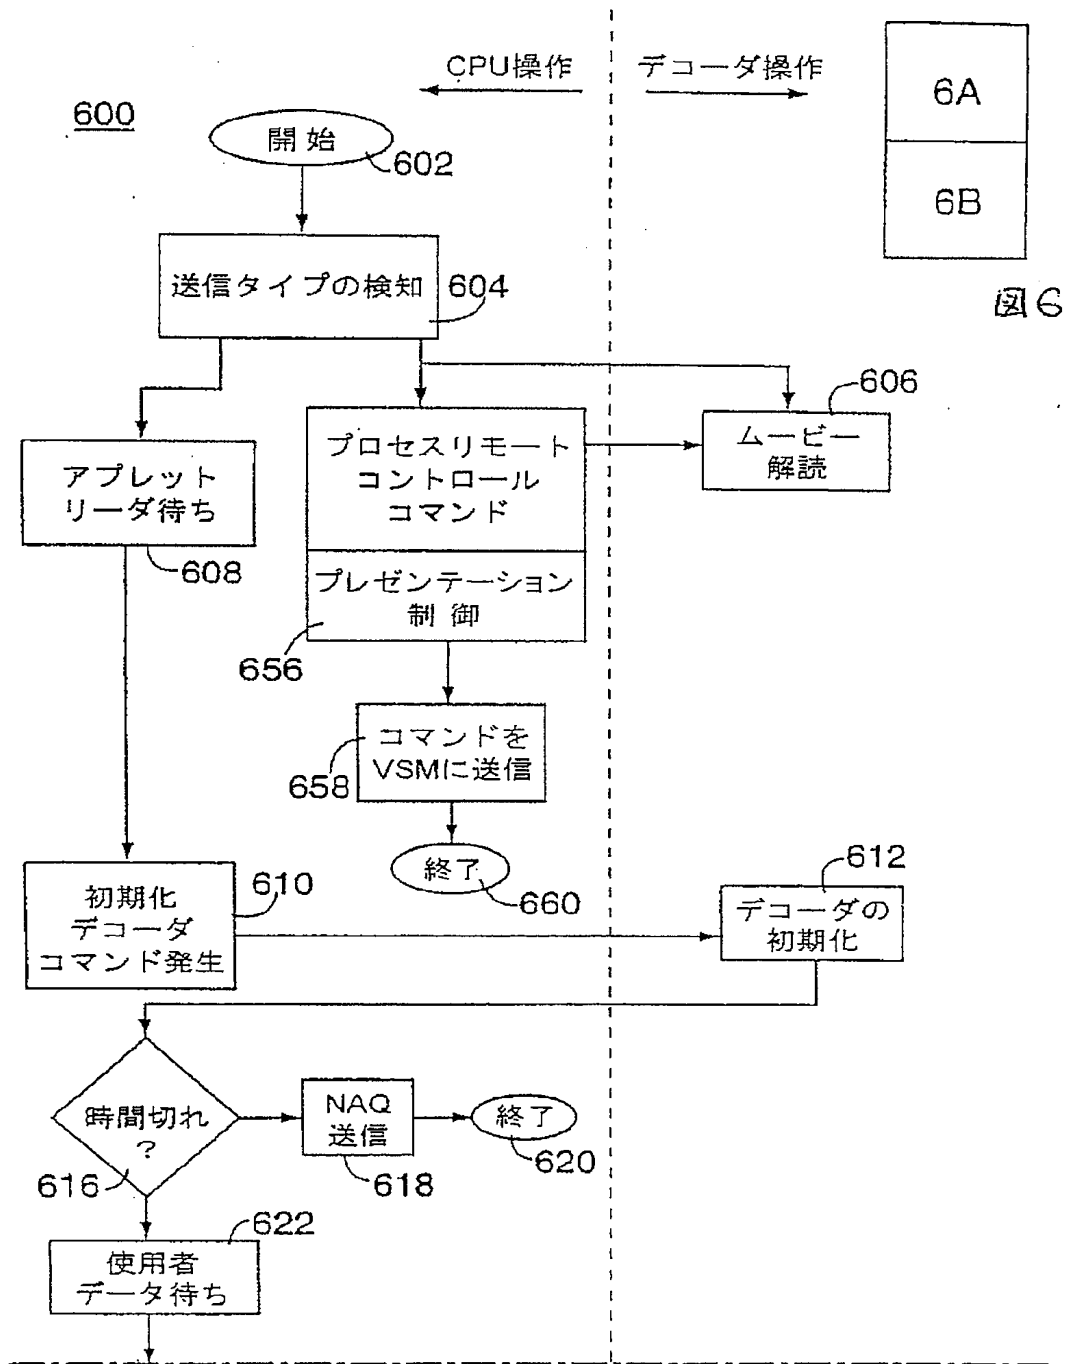 CPU操作
デコーダ操作
6A
6B
図6
600
開始
602
送信タイプの検知
604
606
ムービー
解読
プロセスリモート
コントロール
コマンド
アプレット
リーダ待ち
608
プレゼンテーション
制御
656
コマンドを
VSMに送信
658
終了
660
初期化
デコーダ
コマンド発生
610
612
デコーダの
初期化
時間切れ
?
616
NAQ
送信
618
終了
620
622
使用者
データ待ち